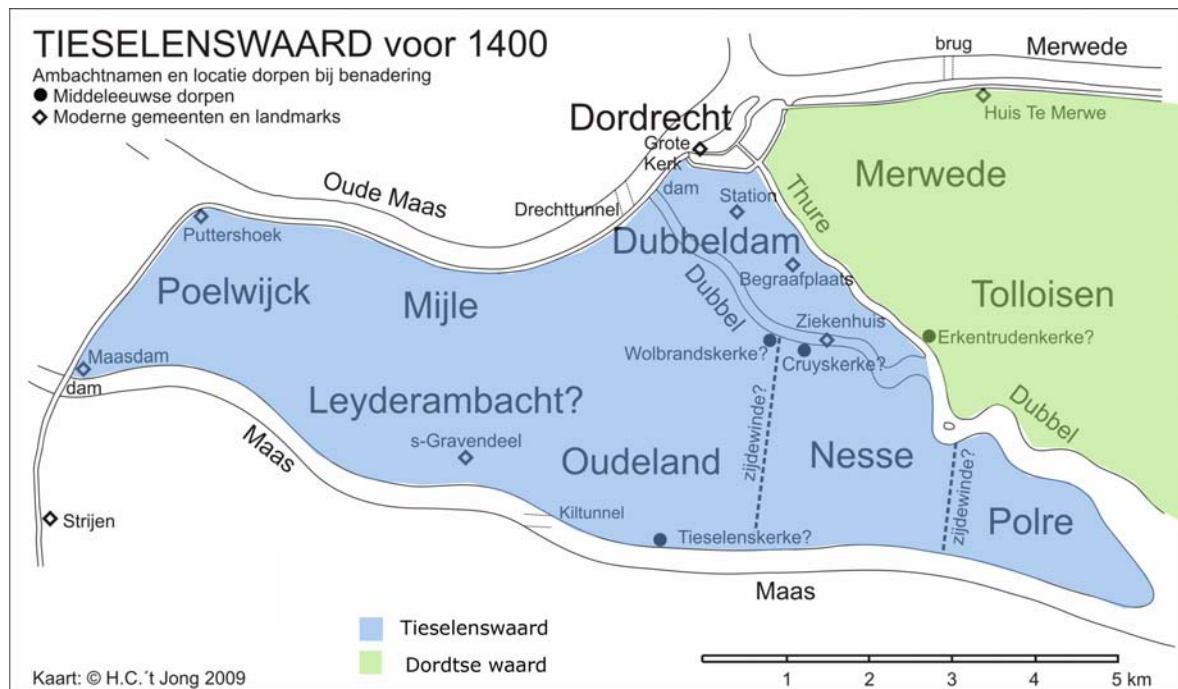 TIESELENSWAARD voor 1400
Ambachtnamen en locatie dorpen bij benadering
Middeleeuwse dorpen
Moderne gemeenten en landmarks
brug
Merwede
Huis Te Merwe
Dordrecht
Grote
Kerk
Merwede
Oude Maas
dam
Thure
Station
Drechttunnel
Puttershoek
Dubbeldam
Begraafplaats
Poelwijck
Mijle
Dubbel
Tolloisen
Ziekenhuis
Erkentrudenkerke?
Wolbrandskerke?
Cruyskerke?
Maasdam
dam
Leyderambacht?
Dubbel
s-Gravendeel
Maas
zijdewinde?
Oudeland
Nesse
zijdewinde?
Polre
Kiltunnel
Strijen
Tieselenskerke?
Maas
Tieselenswaard
Dordtse waard
Kaart: © H.C.´t Jong 2009
1 2 3 4 5 km